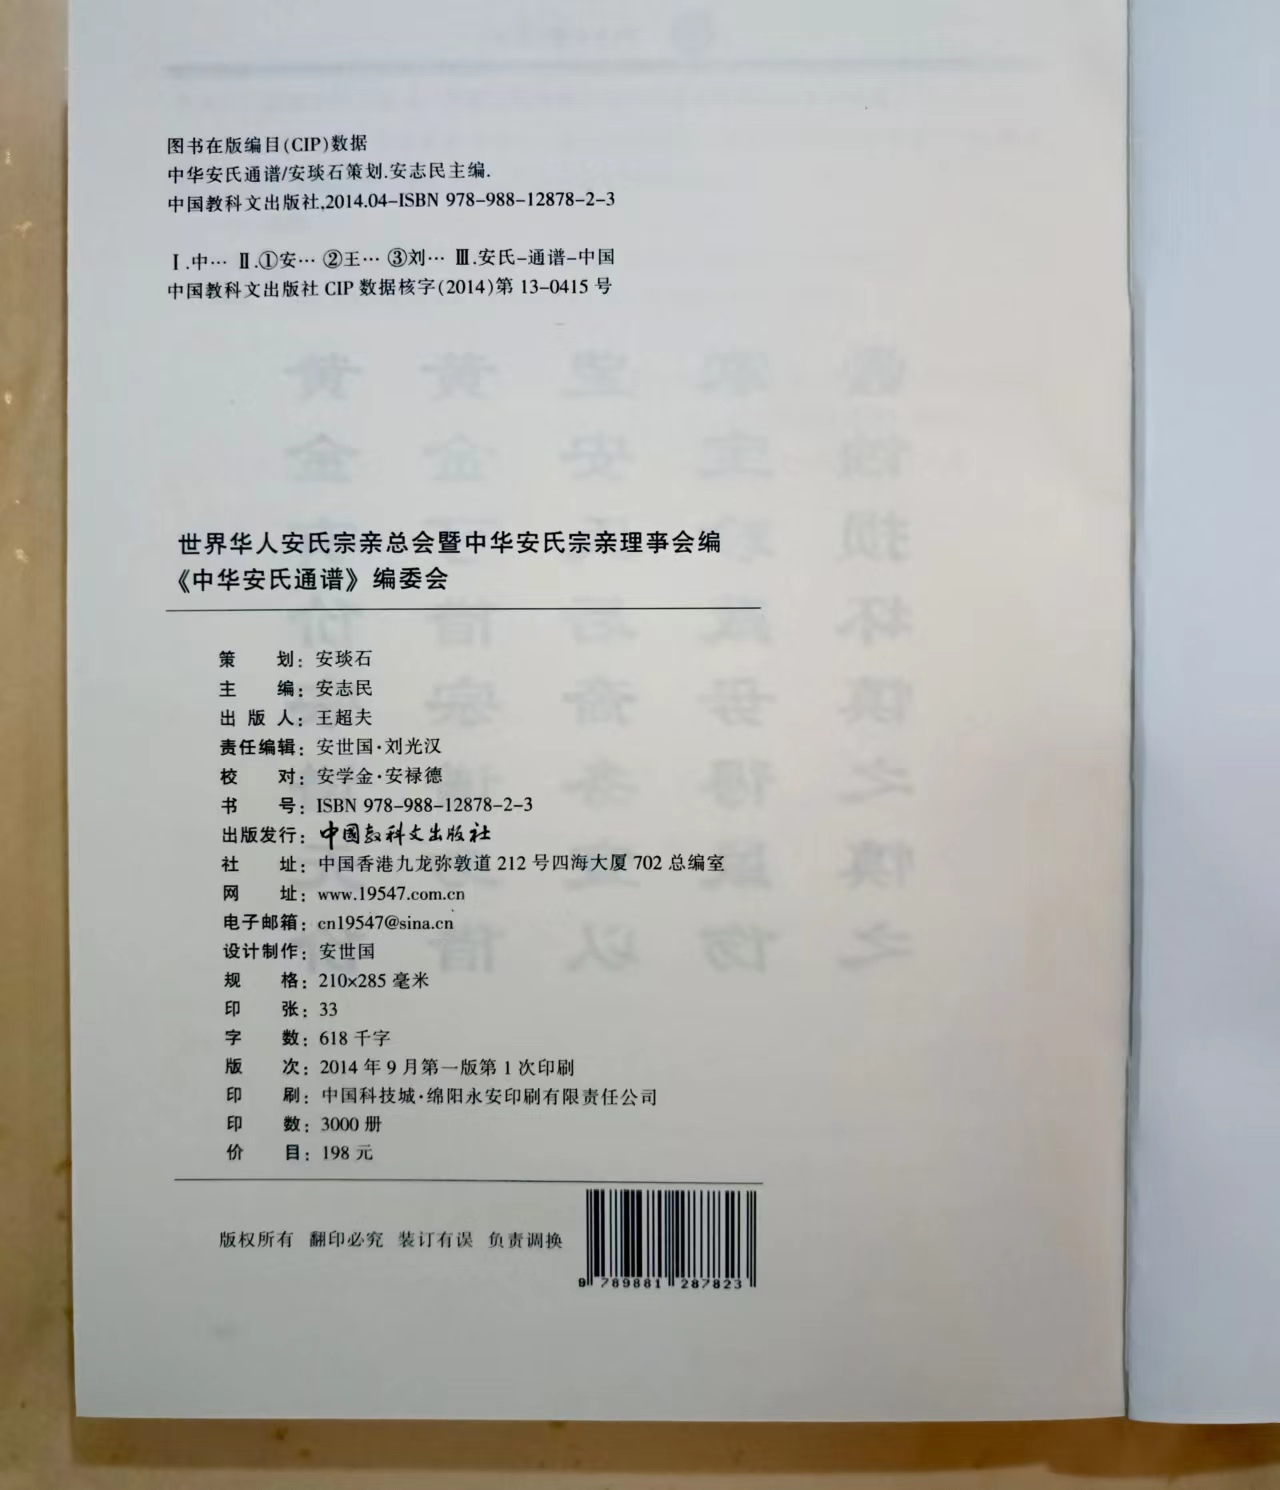 图书在版编目(CIP)数据
中华安氏通谱/安琰石策划.安志民主编.
中国教科文出版社,2014.04-ISBN 978-988-12878-2-3
Ⅰ.中… Ⅱ.①安… ②王… ③刘… Ⅲ.安氏-通谱-中国
中国教科文出版社 CIP 数据核字(2014)第 13-0415 号
世界华人安氏宗亲总会暨中华安氏宗亲理事会编
《中华安氏通谱》编委会
策 划：安琰石
主 编：安志民
出 版 人：王超夫
责任编辑：安世国·刘光汉
校 对：安学金·安禄德
书 号：ISBN 978-988-12878-2-3
出版发行：中国教科文出版社
社 址：中国香港九龙弥敦道 212 号四海大厦 702 总编室
网 址：www.19547.com.cn
电子邮箱：cn19547@sina.cn
设计制作：安世国
规 格：210×285 毫米
印 张：33
字 数：618 千字
版 次：2014 年 9 月第一版第 1 次印刷
印 刷：中国科技城·绵阳永安印刷有限责任公司
印 数：3000 册
价 目：198 元
版权所有 翻印必究 装订有误 负责调换
9 789881 287823